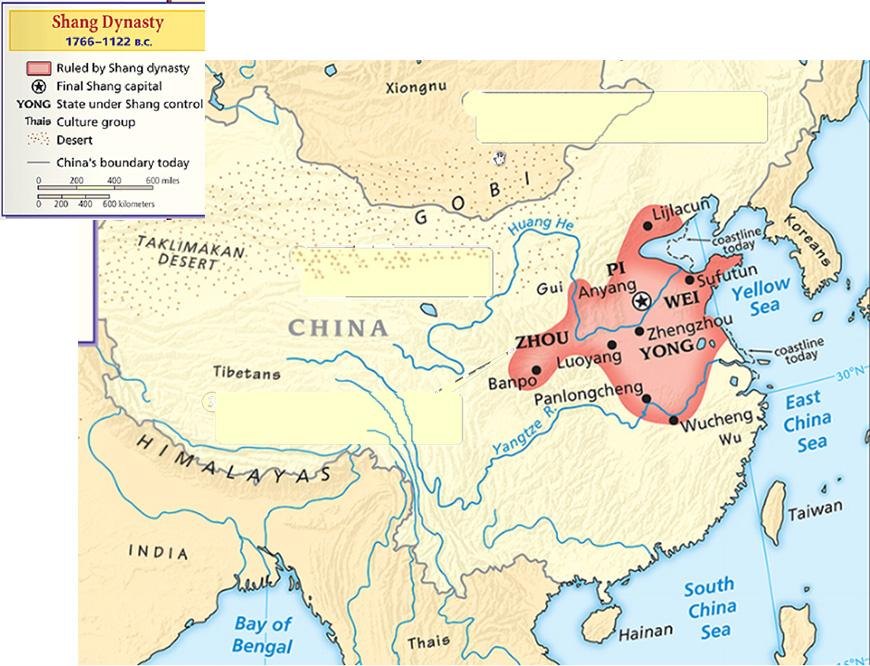 Shang Dynasty
1766–1122 B.C.
Ruled by Shang dynasty
Final Shang capital
YONG State under Shang control
Thais Culture group
Desert
China's boundary today
0 200 400 600 miles
0 200 400 600 kilometers
Xiongnu
GOBI
TAKLIMAKAN
DESERT
Huang He
Lijlacun
coastline
today
Koreans
PI
Gui
Anyang
WEI
Sufutun
Yellow
Sea
CHINA
ZHOU
Zhengzhou
Luoyang
YONG
coastline
today
Tibetans
Banpo
Panlongcheng
30°N
Yangtze R.
Wucheng
Wu
East
China
Sea
HIMALAYAS
Taiwan
INDIA
South
China
Sea
Bay of
Bengal
Thais
Hainan
15°N